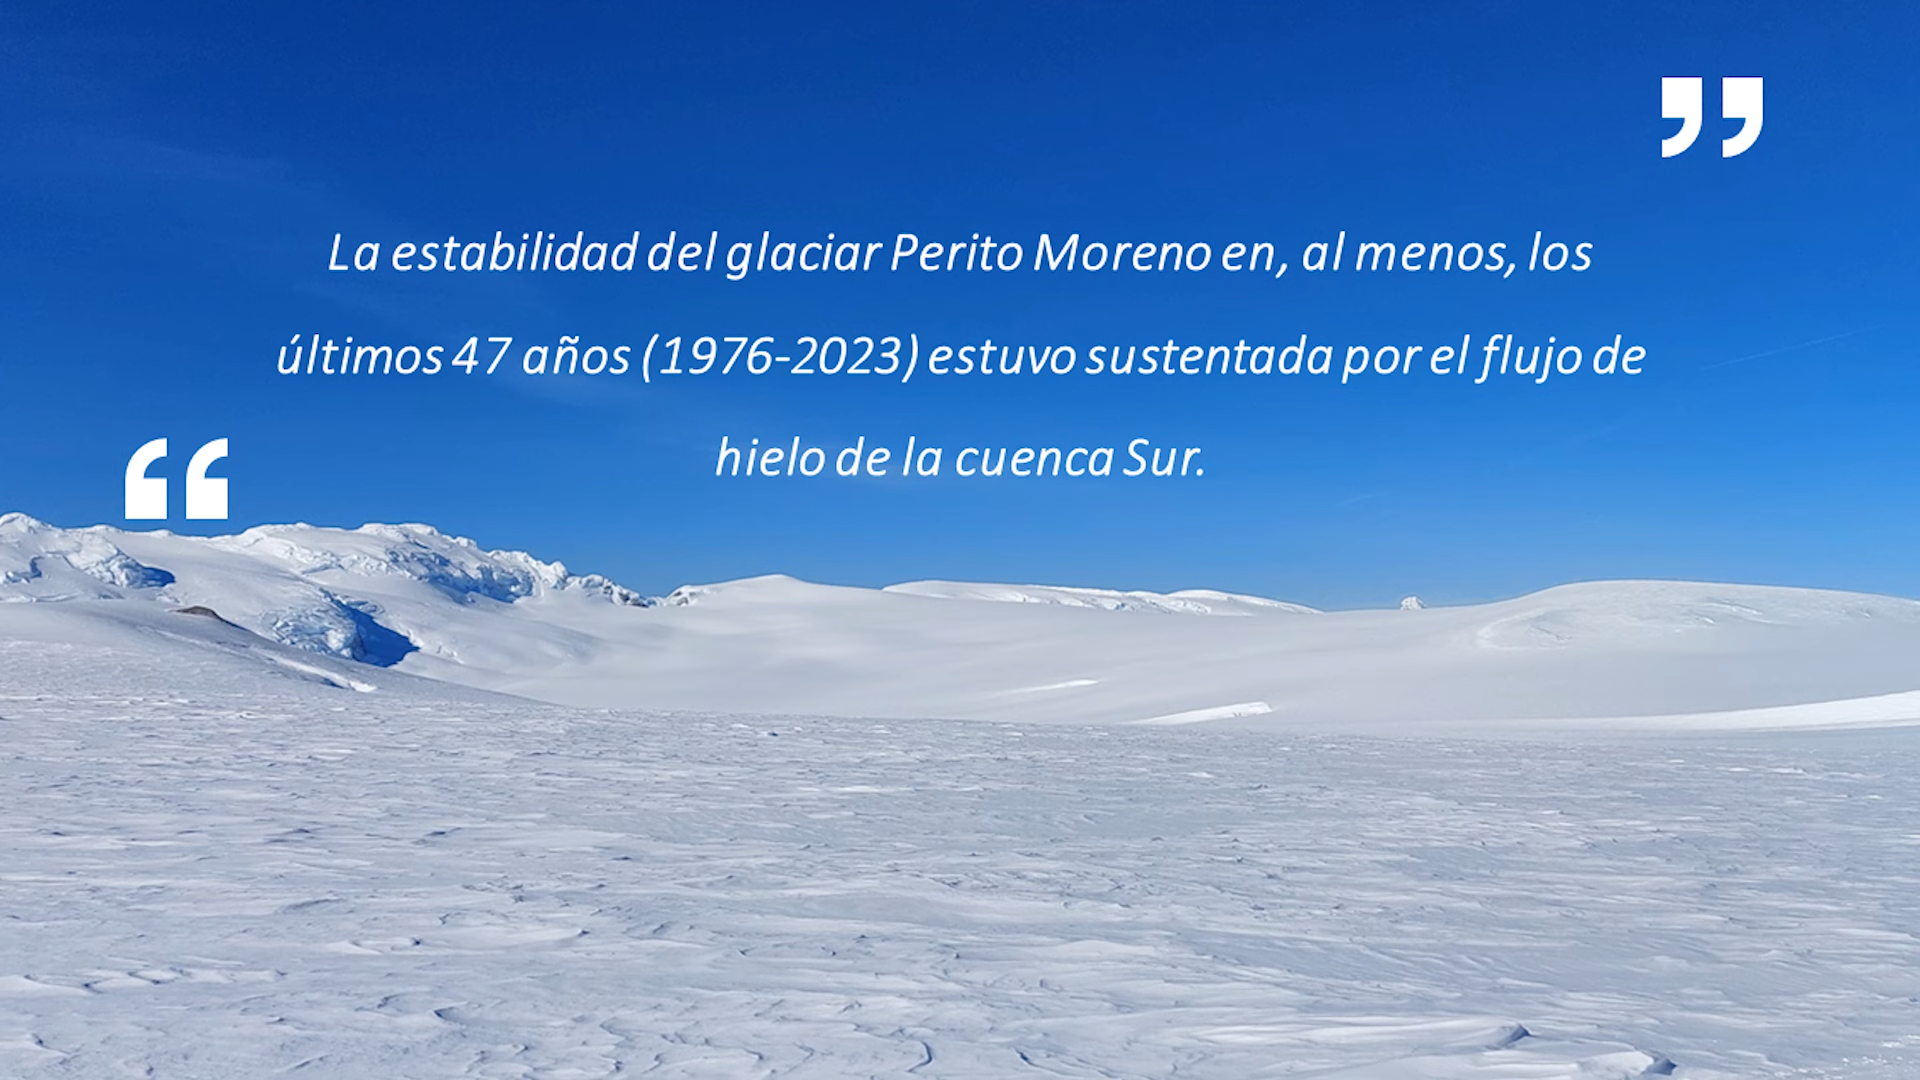 ”
La estabilidad del glaciar Perito Moreno en, al menos, los
últimos 47 años (1976-2023) estuvo sustentada por el flujo de
hielo de la cuenca Sur.
“